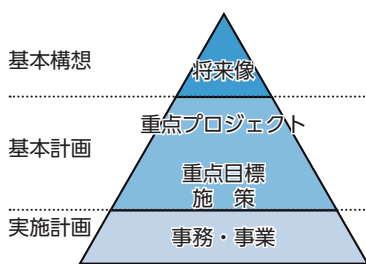 基本構想
将来像
重点プロジェクト
基本計画
重点目標
施　策
実施計画
事務・事業